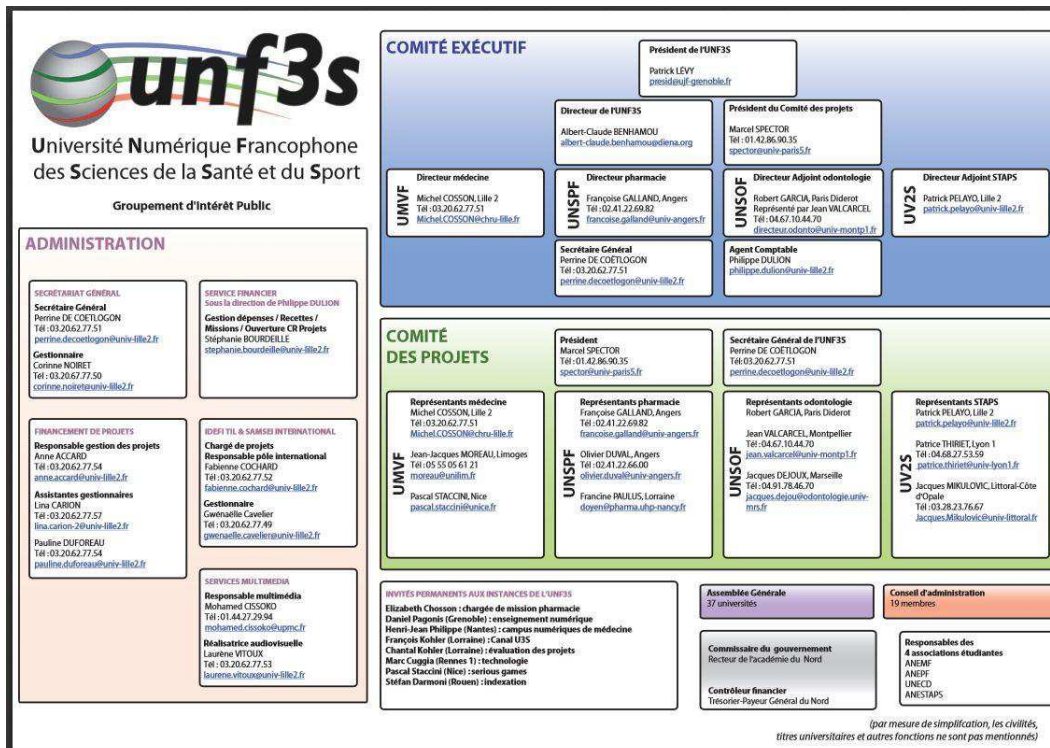 unf3s
Université Numérique Francophone
des Sciences de la Santé et du Sport
Groupement d'Intérêt Public
ADMINISTRATION
SECRÉTARIAT GÉNÉRAL
Secrétaire Général
Perrine DE COETLOGON
Tél : 03.20.62.77.51
perrine.decoetlogon@univ-lille2.fr
Gestionnaire
Corinne NOIRET
Tél : 03.20.67.77.50
corinne.noiret@univ-lille2.fr
SERVICE FINANCIER
Sous la direction de Philippe DULION
Gestion dépenses / Recettes /
Missions / Ouverture CR Projets
Stéphanie BOURDEILLE
stephanie.bourdeille@univ-lille2.fr
FINANCEMENT DE PROJETS
Responsable gestion des projets
Anne ACCARD
Tél : 03.20.62.77.54
anne.accard@univ-lille2.fr
Assistantes gestionnaires
Lina CARION
Tél : 03.20.62.77.57
lina.carion-2@univ-lille2.fr
Pauline DUFOREAU
Tél : 03.20.62.77.54
pauline.duforeau@univ-lille2.fr
IDEFI TIL & SAMSEI INTERNATIONAL
Chargé de projets
Responsable pôle international
Fabienne COCHARD
Tél : 03.20.62.77.52
fabienne.cochard@univ-lille2.fr
Gestionnaire
Gwénaëlle Cavelier
Tél : 03.20.62.77.49
gwenaelle.cavelier@univ-lille2.fr
SERVICES MULTIMEDIA
Responsable multimédia
Mohamed CISSOKO
Tél : 01.44.27.29.94
mohamed.cissoko@upmc.fr
Réalisatrice audiovisuelle
Laurène VITOUX
Tél : 03.20.62.77.53
laurene.vitoux@univ-lille2.fr
COMITÉ EXÉCUTIF
Président de l'UNF3S
Patrick LÉVY
presid@ujf-grenoble.fr
Directeur de l'UNF3S
Albert-Claude BENHAMOU
albert-claude.benhamou@diena.org
Président du Comité des projets
Marcel SPECTOR
Tél : 01.42.86.90.35
spector@univ-paris5.fr
UMVF
Directeur médecine
Michel COSSON, Lille 2
Tél : 03.20.62.77.51
Michel.COSSON@chru-lille.fr
UNSPF
Directeur pharmacie
Françoise GALLAND, Angers
Tél : 02.41.22.69.82
francoise.galland@univ-angers.fr
UNSOF
Directeur Adjoint odontologie
Robert GARCIA, Paris Diderot
Représenté par Jean VALCARCEL
Tél : 04.67.10.44.70
directeur.odonto@univ-montp1.fr
UV2S
Directeur Adjoint STAPS
Patrick PELAYO, Lille 2
patrick.pelayo@univ-lille2.fr
Secrétaire Général
Perrine DE COËTLOGON
Tél : 03.20.62.77.51
perrine.decoetlogon@univ-lille2.fr
Agent Comptable
Philippe DULION
philippe.dulion@univ-lille2.fr
COMITÉ
DES PROJETS
Président
Marcel SPECTOR
Tél : 01.42.86.90.35
spector@univ-paris5.fr
Secrétaire Général de l'UNF3S
Perrine DE COËTLOGON
Tél : 03.20.62.77.51
perrine.decoetlogon@univ-lille2.fr
UMVF
Représentants médecine
Michel COSSON, Lille 2
Tél : 03.20.62.77.51
Michel.COSSON@chru-lille.fr
Jean-Jacques MOREAU, Limoges
Tél : 05 55 05 61 21
moreau@unilim.fr
Pascal STACCINI, Nice
pascal.staccini@unice.fr
UNSPF
Représentants pharmacie
Françoise GALLAND, Angers
Tél : 02.41.22.69.82
francoise.galland@univ-angers.fr
Olivier DUVAL, Angers
Tél : 02.41.22.66.00
olivier.duval@univ-angers.fr
Francine PAULUS, Lorraine
doyen@pharma.uhp-nancy.fr
UNSOF
Représentants odontologie
Robert GARCIA, Paris Diderot
Jean VALCARCEL, Montpellier
Tél : 04.67.10.44.70
jean.valcarcel@univ-montp1.fr
Jacques DEJOUX, Marseille
Tél : 04.91.78.46.70
jacques.dejou@odontologie.univ-
mrs.fr
UV2S
Représentants STAPS
Patrick PELAYO, Lille 2
patrick.pelayo@univ-lille2.fr
Patrice THIRIET, Lyon 1
Tél : 04.68.27.53.59
patrice.thiriet@univ-lyon1.fr
Jacques MIKULOVIC, Littoral-Côte
d'Opale
Tél : 03.28.23.76.67
Jacques.Mikulovic@univ-littoral.fr
INVITÉS PERMANENTS AUX INSTANCES DE L'UNF3S
Elizabeth Chosson : chargée de mission pharmacie
Daniel Pagonis (Grenoble) : enseignement numérique
Henri-Jean Philippe (Nantes) : campus numériques de médecine
François Kohler (Lorraine) : Canal U3S
Chantal Kohler (Lorraine) : évaluation des projets
Marc Cuggia (Rennes 1) : technologie
Pascal Staccini (Nice) : serious games
Stéfan Darmoni (Rouen) : indexation
Assemblée Générale
37 universités
Conseil d'administration
19 membres
Commissaire du gouvernement
Recteur de l'académie du Nord
Contrôleur financier
Trésorier-Payeur Général du Nord
Responsables des
4 associations étudiantes
ANEMF
ANEPF
UNECD
ANESTAPS
(par mesure de simplifcation, les civilités,
titres universitaires et autres fonctions ne sont pas mentionnés)